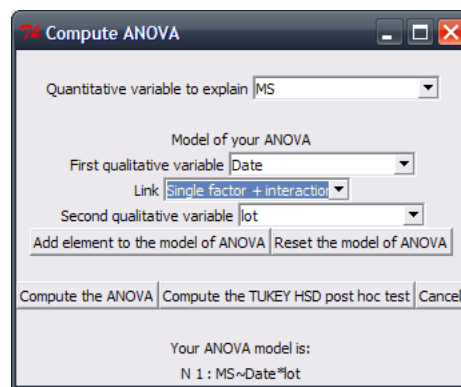 Compute ANOVA
Quantitative variable to explain MS
Model of your ANOVA
First qualitative variable Date
Link Single factor + interaction
Second qualitative variable lot
Add element to the model of ANOVA Reset the model of ANOVA
Compute the ANOVA Compute the TUKEY HSD post hoc test Cancel
Your ANOVA model is:
N 1 : MS~Date*lot